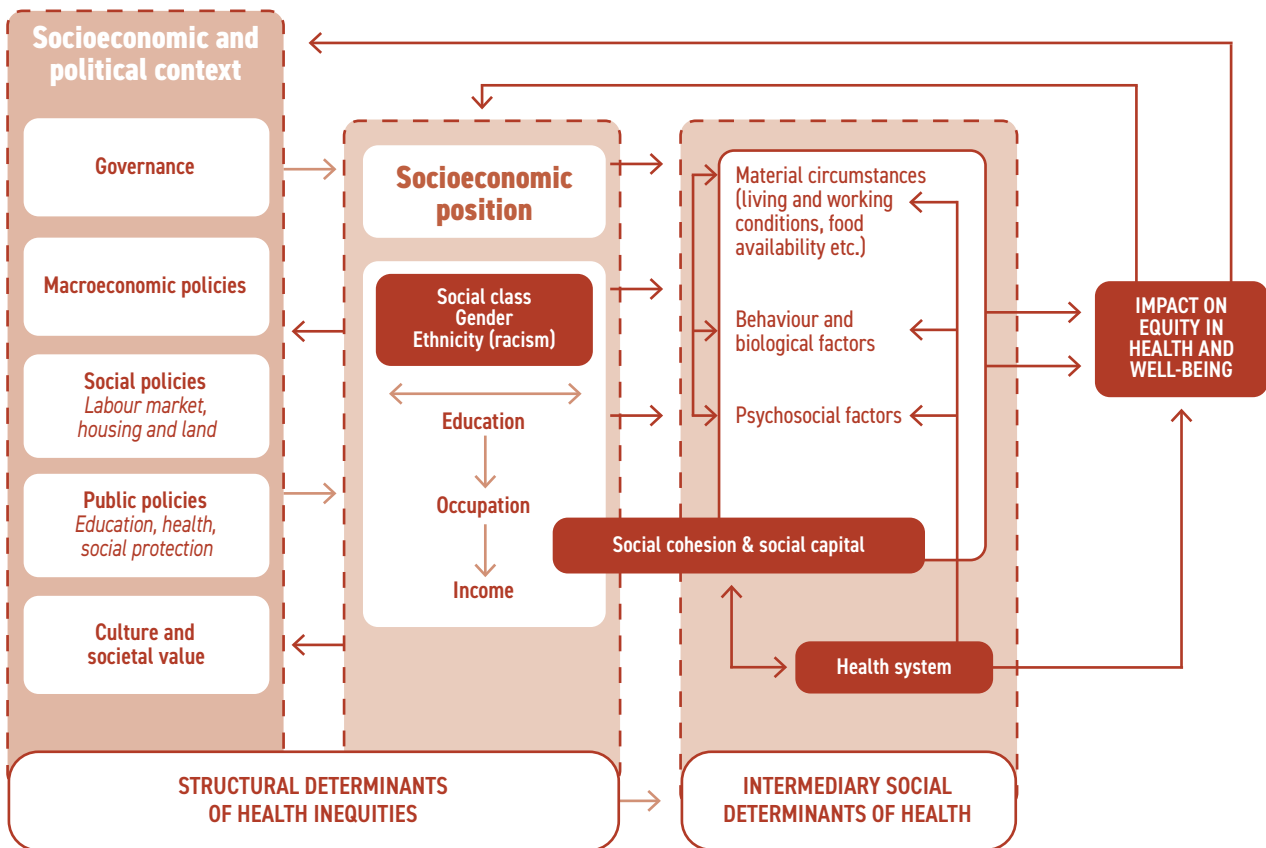 Socioeconomic and
political context
Governance
Macroeconomic policies
Social policies
Labour market,
housing and land
Public policies
Education, health,
social protection
Culture and
societal value
Socioeconomic
position
Social class
Gender
Ethnicity (racism)
Education
Occupation
Income
Material circumstances
(living and working
conditions, food
availability etc.)
Behaviour and
biological factors
Psychosocial factors
Social cohesion & social capital
Health system
IMPACT ON
EQUITY IN
HEALTH AND
WELL-BEING
STRUCTURAL DETERMINANTS
OF HEALTH INEQUITIES
INTERMEDIARY SOCIAL
DETERMINANTS OF HEALTH